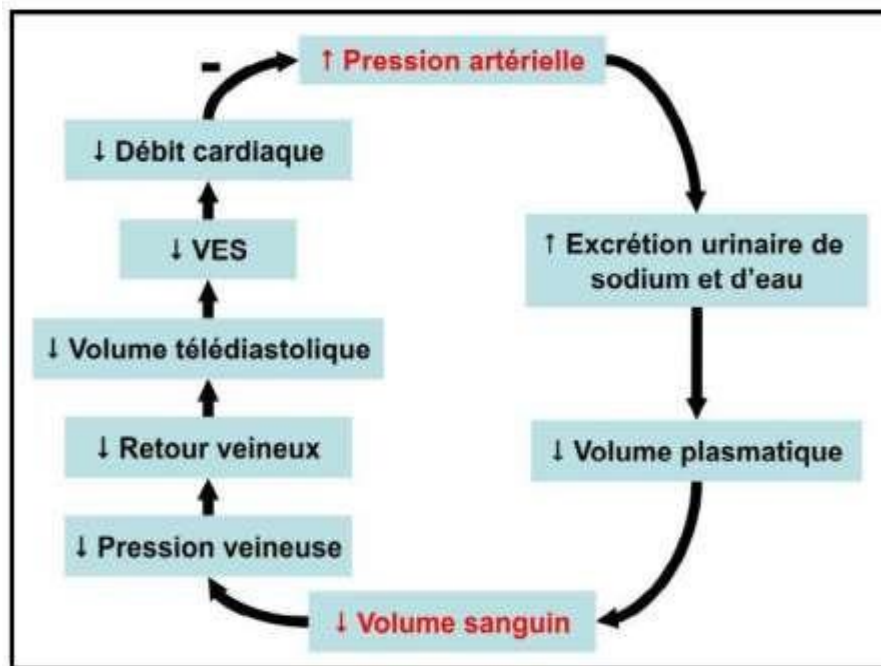 ↑ Pression artérielle
-
↑ Excrétion urinaire de
sodium et d'eau
↓ Volume plasmatique
↓ Volume sanguin
↓ Pression veineuse
↓ Retour veineux
↓ Volume télédiastolique
↓ VES
↓ Débit cardiaque